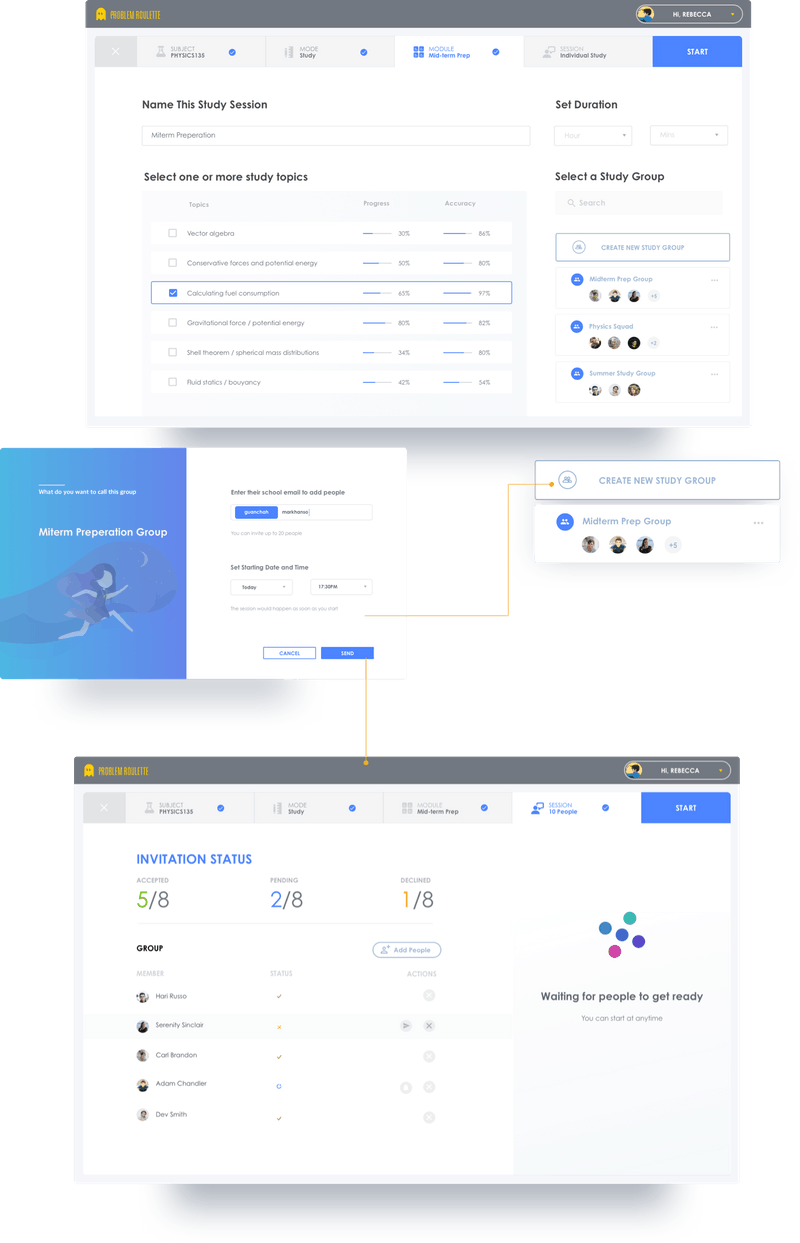 PROBLEM ROULETTE
Hi, REBECCA
SUBJECT
PHYSICS135
MODE
Study
MODULE
Mid-term Prep
SESSION
Individual Study
START
Name This Study Session
Set Duration
Miterm Preperation
Hour
Mins
Select one or more study topics
Select a Study Group
Topics
Progress
Accuracy
Search
Vector algebra
30%
86%
CREATE NEW STUDY GROUP
Conservative forces and potential energy
50%
80%
Midterm Prep Group
+5
Calculating fuel consumption
65%
97%
Gravitational force / potential energy
80%
82%
Physics Squad
+2
Shell theorem / spherical mass distributions
34%
80%
Summer Study Group
Fluid statics / bouyancy
42%
54%
What do you want to call this group
Miterm Preperation Group
Enter their school email to add people
guanchah
markhansa
You can invite up to 20 people
Set Starting Date and Time
Today
17:30PM
The session would happen as soon as you start
CANCEL
SEND
CREATE NEW STUDY GROUP
Midterm Prep Group
+5
PROBLEM ROULETTE
Hi, REBECCA
SUBJECT
PHYSICS135
MODE
Study
MODULE
Mid-term Prep
SESSION
10 People
START
INVITATION STATUS
ACCEPTED
5/8
PENDING
2/8
DECLINED
1/8
GROUP
Add People
MEMBER
STATUS
ACTIONS
Hari Russo
Serenity Sinclair
Carl Brandon
Adam Chandler
Dev Smith
Waiting for people to get ready
You can start at anytime